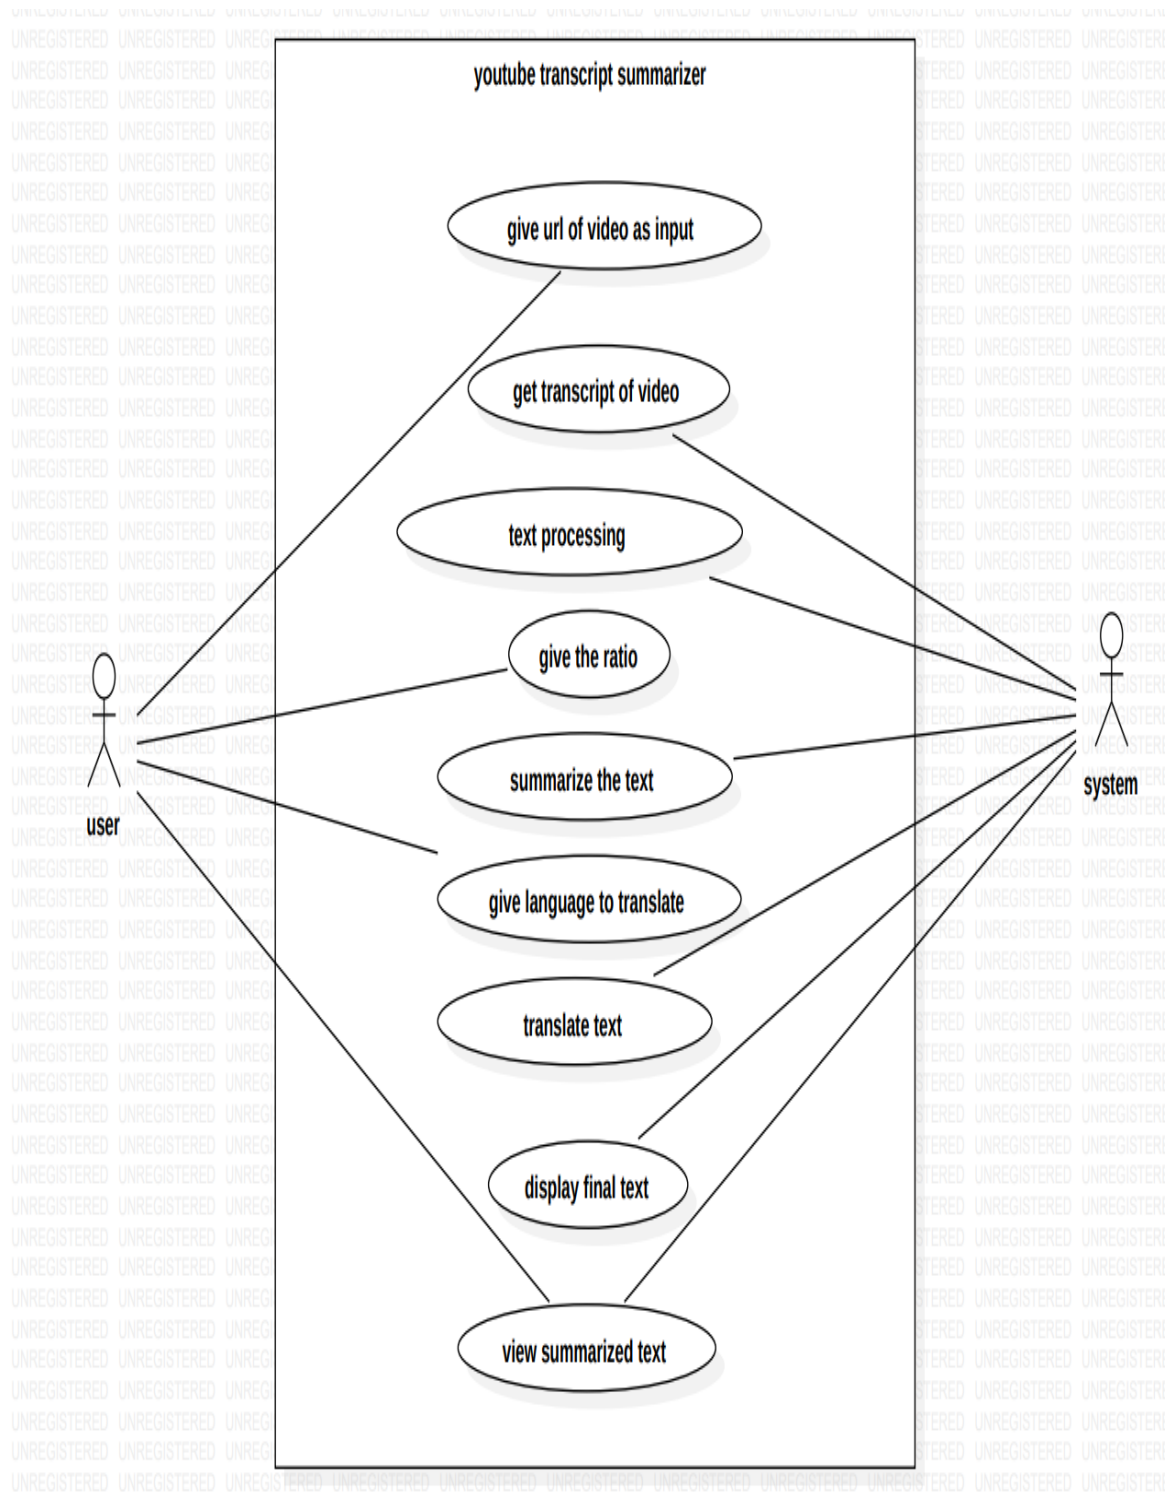 youtube transcript summarizer
give url of video as input
get transcript of video
text processing
give the ratio
summarize the text
give language to translate
translate text
display final text
view summarized text
user
system
UNREGISTERED